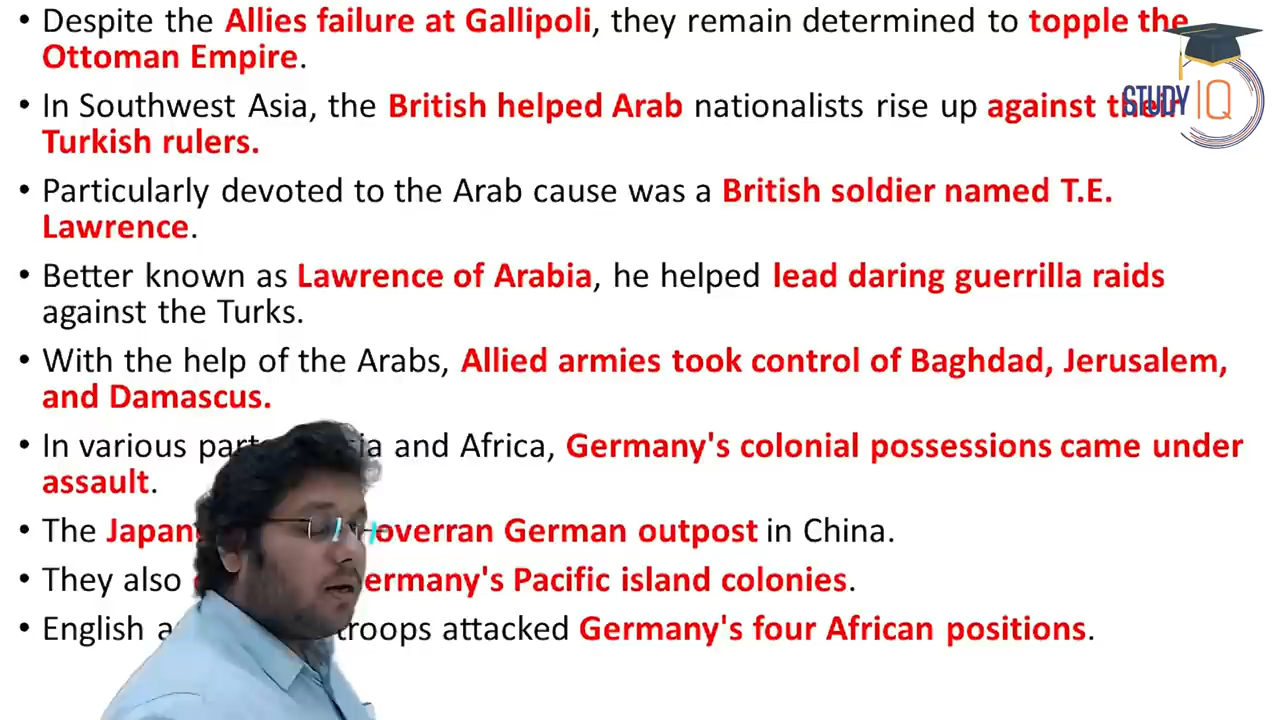 • Despite the Allies failure at Gallipoli, they remain determined to topple the
Ottoman Empire.
• In Southwest Asia, the British helped Arab nationalists rise up against their
Turkish rulers.
• Particularly devoted to the Arab cause was a British soldier named T.E.
Lawrence.
• Better known as Lawrence of Arabia, he helped lead daring guerrilla raids
against the Turks.
• With the help of the Arabs, Allied armies took control of Baghdad, Jerusalem,
and Damascus.
• In various and Africa, Germany's colonial possessions came under
assault.
• The overran German outpost in China.
• They also Germany's Pacific island colonies.
• English troops attacked Germany's four African positions.
STUDY IQ